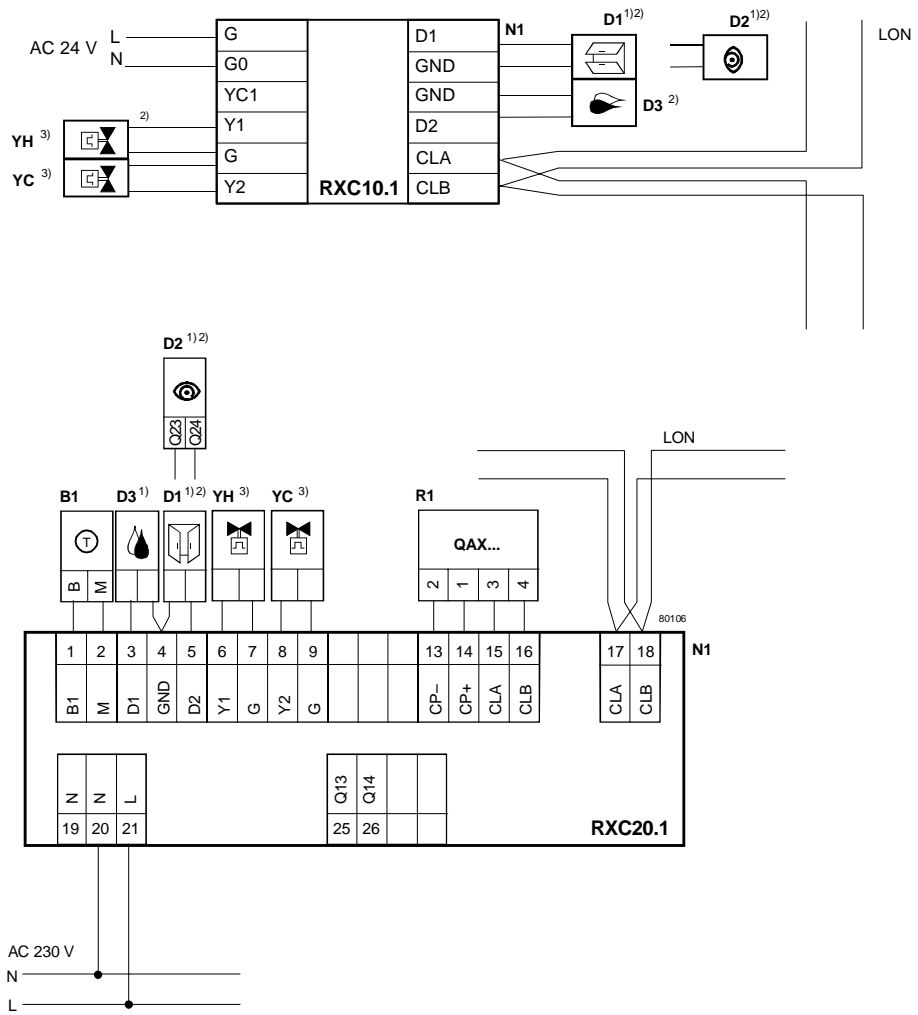 AC 24 V L N
G
G0
YC1
Y1
G
Y2
RXC10.1
D1
GND
GND
D2
CLA
CLB
N1
D1 1)2)
D2 1)2)
D3 2)
LON
2)
YH 3)
YC 3)
D2 1) 2)
Q23 Q24
B1 D3 1) D1 1) 2) YH 3) YC 3) R1
T
B M
QAX...
2 1 3 4
LON
80106
N1
1 2 3 4 5 6 7 8 9 13 14 15 16 17 18
B1 M D1 GND D2 Y1 G Y2 G CP– CP+ CLA CLB CLA CLB
N N L Q13 Q14
19 20 21 25 26
RXC20.1
AC 230 V
N
L